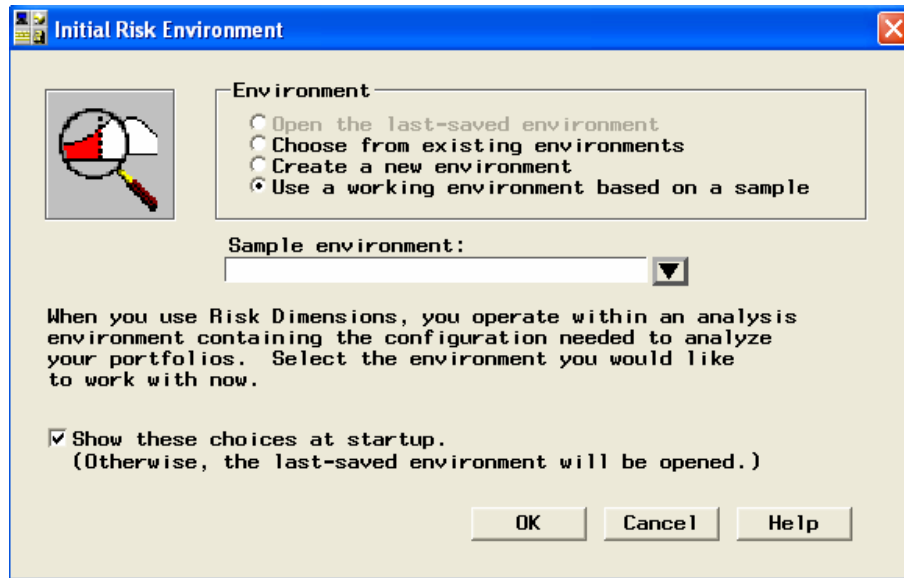 Initial Risk Environment
Environment
Open the last-saved environment
Choose from existing environments
Create a new environment
Use a working environment based on a sample
Sample environment:
When you use Risk Dimensions, you operate within an analysis
environment containing the configuration needed to analyze
your portfolios.  Select the environment you would like
to work with now.
Show these choices at startup.
(Otherwise, the last-saved environment will be opened.)
OK Cancel Help